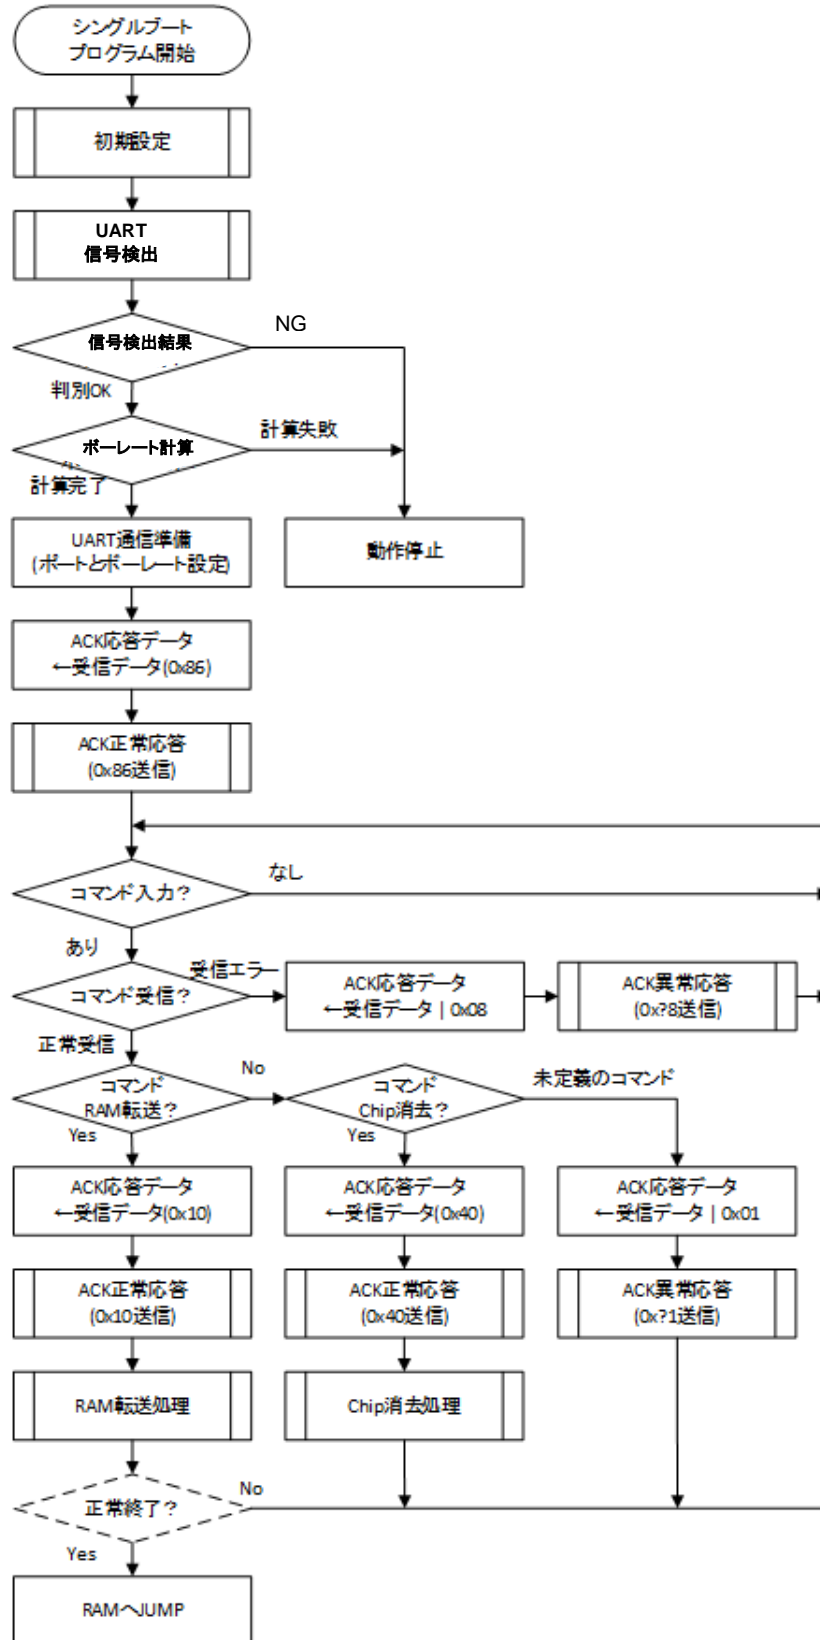 シングルブート
プログラム開始
初期設定
UART
信号検出
信号検出結果
NG
判別OK
ボーレート計算
計算失敗
計算完了
UART通信準備
(ポートとボーレート設定)
動作停止
ACK応答データ
←受信データ(0x86)
ACK正常応答
(0x86送信)
コマンド入力？
なし
あり
コマンド受信？
受信エラー
ACK応答データ
←受信データ | 0x08
ACK異常応答
(0x?8送信)
正常受信
コマンド
RAM転送？
No
コマンド
Chip消去？
未定義のコマンド
Yes
Yes
ACK応答データ
←受信データ(0x10)
ACK応答データ
←受信データ(0x40)
ACK応答データ
←受信データ | 0x01
ACK正常応答
(0x10送信)
ACK正常応答
(0x40送信)
ACK異常応答
(0x?1送信)
RAM転送処理
Chip消去処理
正常終了？
No
Yes
RAMへJUMP